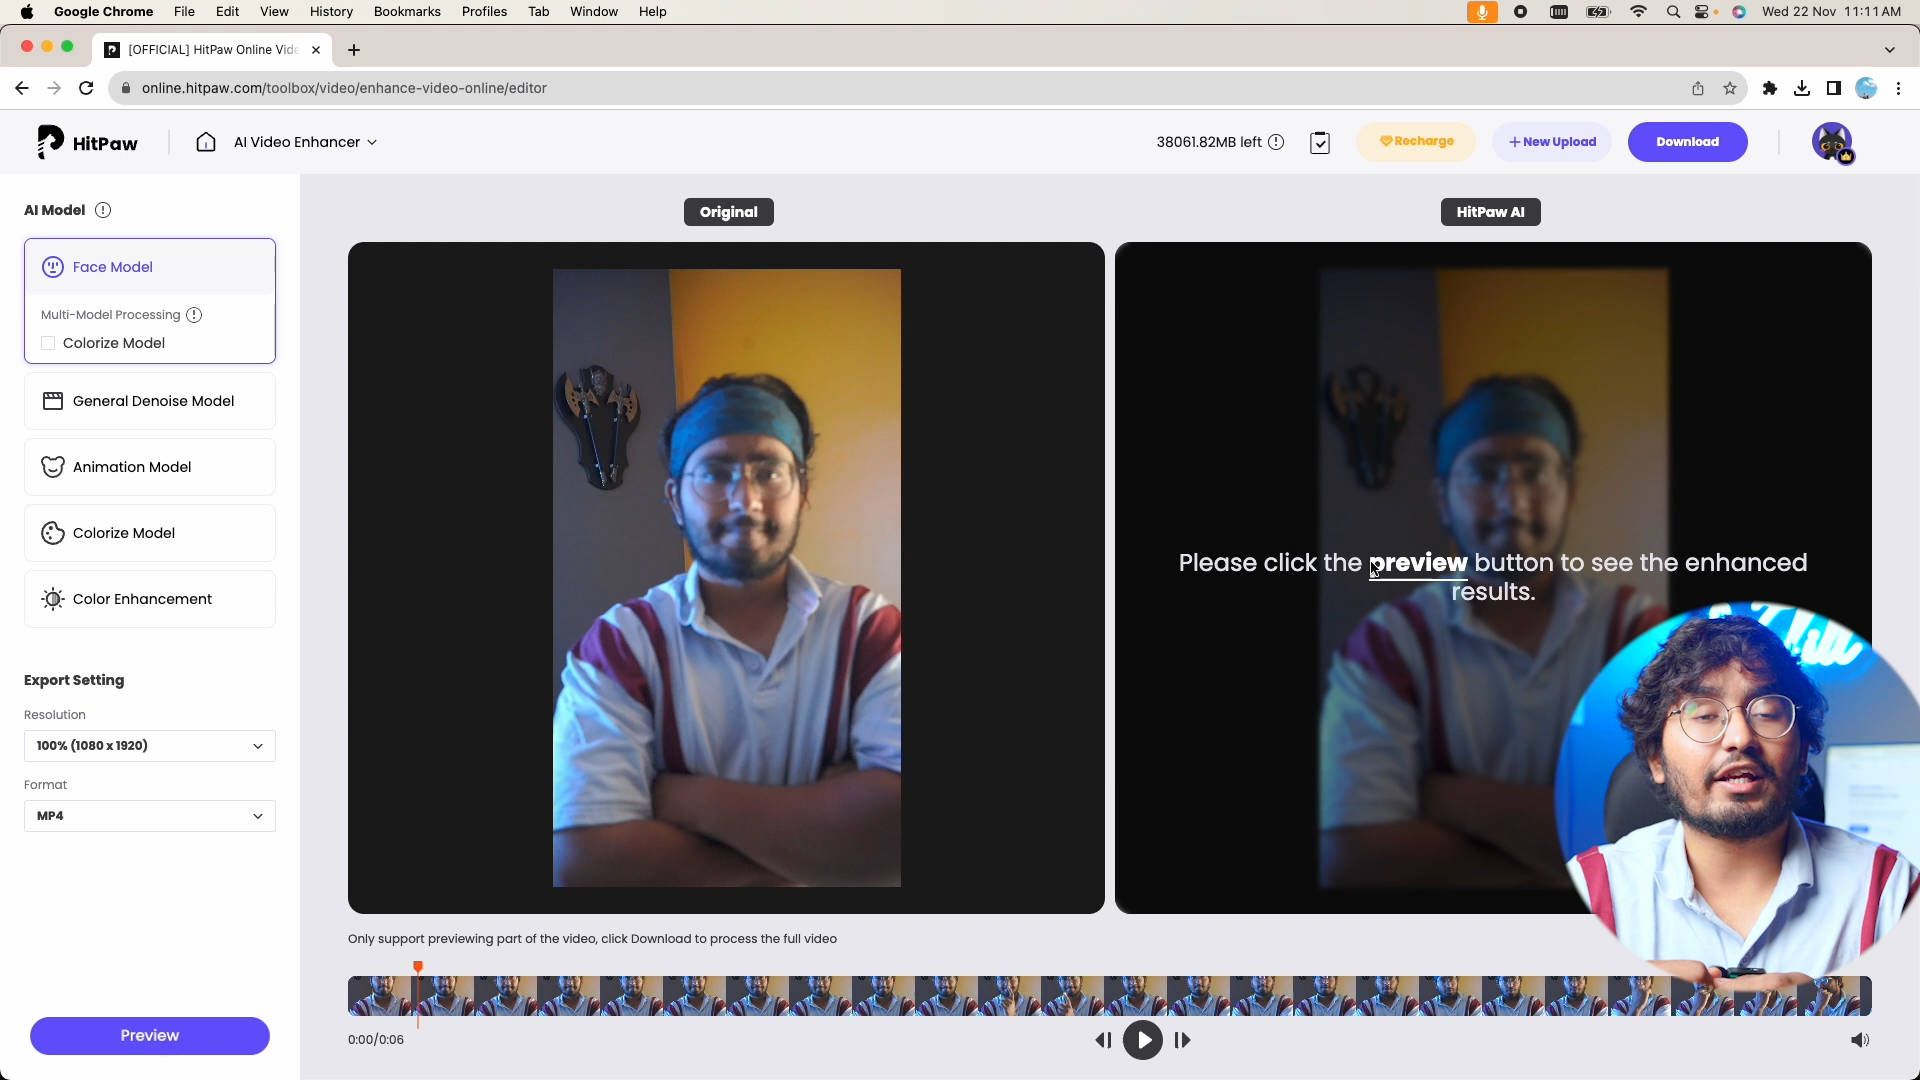 Google Chrome File Edit View History Bookmarks Profiles Tab Window Help Wed 22 Nov 11:11 AM
[OFFICIAL] HitPaw Online Vide
online.hitpaw.com/toolbox/video/enhance-video-online/editor
HitPaw AI Video Enhancer 38061.82MB left Recharge +New Upload Download
AI Model
Original
HitPaw AI
Face Model
Multi-Model Processing
Colorize Model
General Denoise Model
Animation Model
Colorize Model
Color Enhancement
Please click the preview button to see the enhanced
results.
Export Setting
Resolution
100% (1080 x 1920)
Format
MP4
Only support previewing part of the video, click Download to process the full video
Preview
0:00/0:06